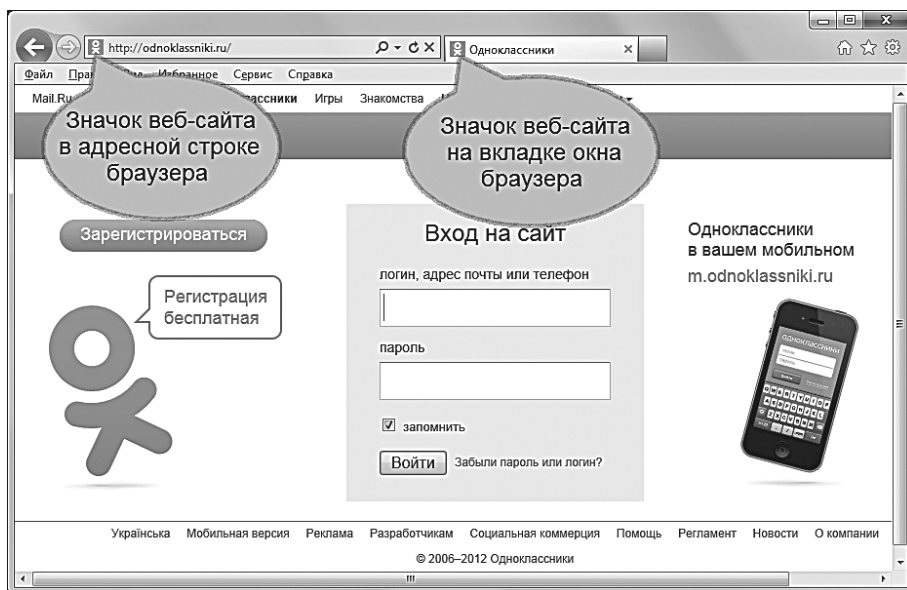 http://odnoklassniki.ru/
Одноклассники
Файл
Избранное Сервис Справка
Mail.Ru
Игры Знакомства
Значок веб-сайта
в адресной строке
браузера
Значок веб-сайта
на вкладке окна
браузера
Зарегистрироваться
Регистрация
бесплатная
Вход на сайт
логин, адрес почты или телефон
пароль
запомнить
Войти Забыли пароль или логин?
Одноклассники
в вашем мобильном
m.odnoklassniki.ru
одноклассники
Українська Мобильная версия Реклама Разработчикам Социальная коммерция Помощь Регламент Новости О компании
© 2006–2012 Одноклассники